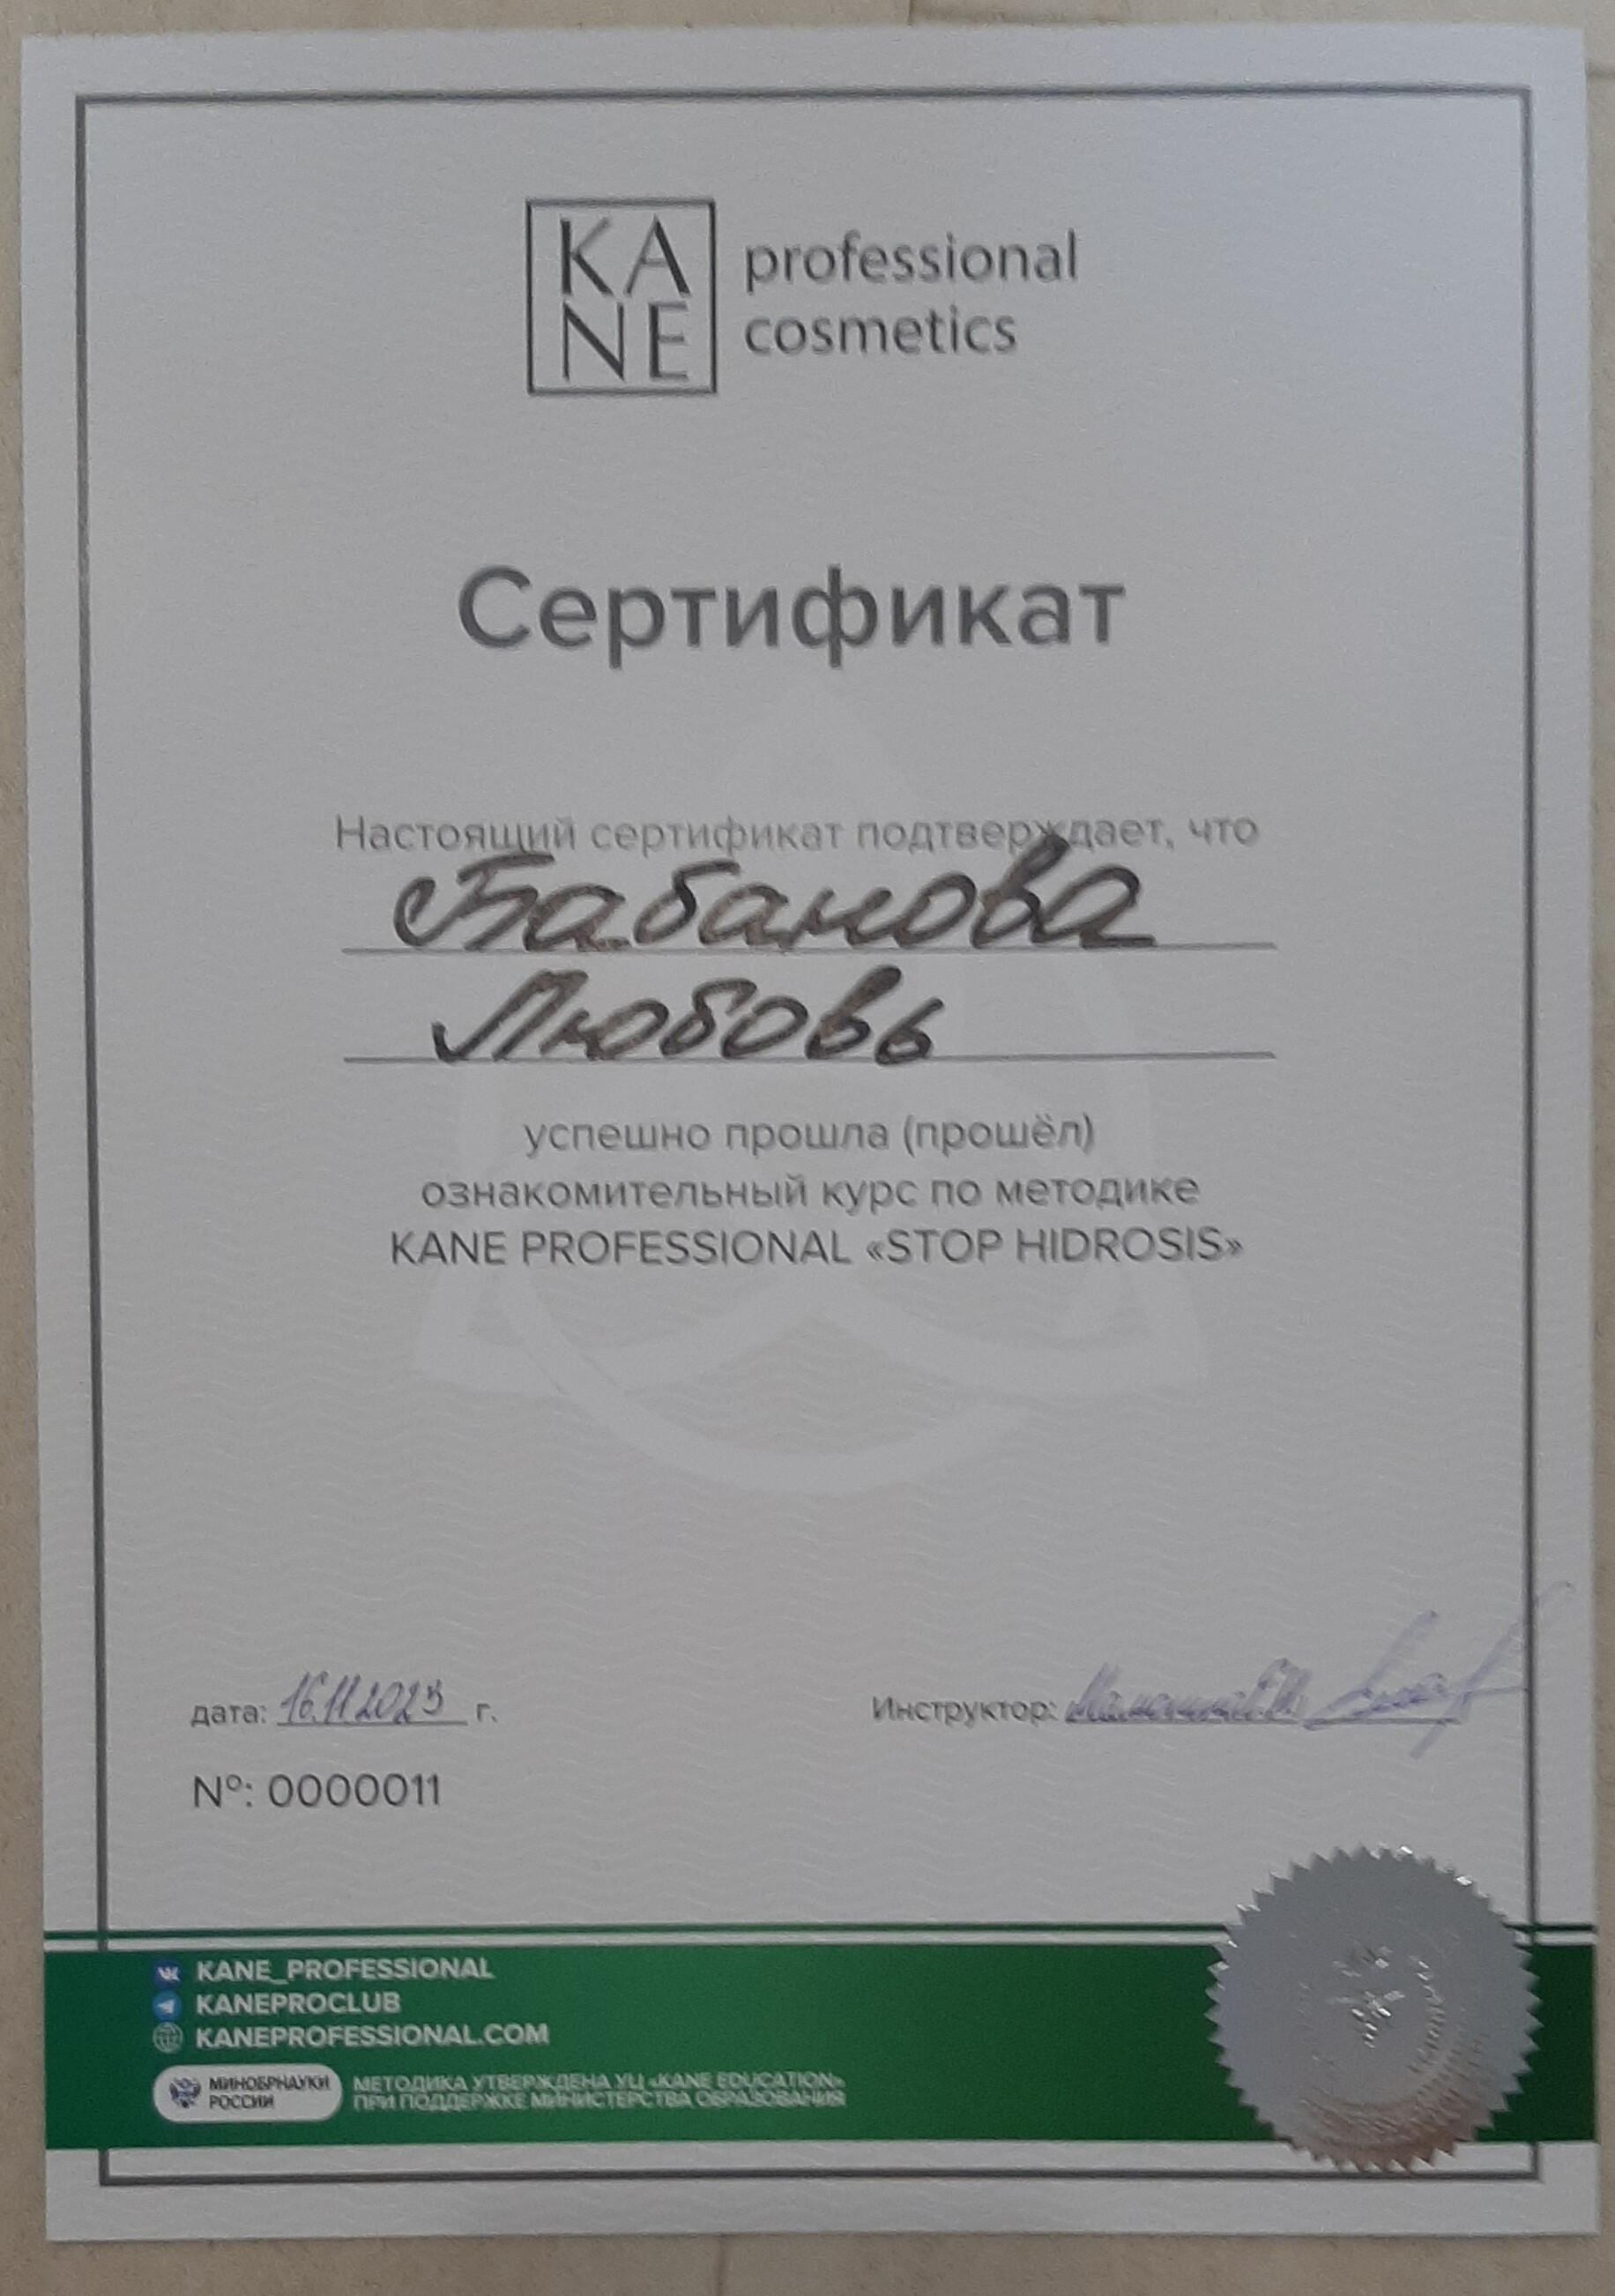 KA
NE
professional
cosmetics
Сертификат
Настоящий сертификат подтверждает, что
Бабанова
Любовь
успешно прошла (прошёл)
ознакомительный курс по методике
KANE PROFESSIONAL «STOP HIDROSIS»
дата: 16.11.2023 г.
Инструктор:
Nº: 0000011
KANE_PROFESSIONAL
KANEPROCLUB
KANEPROFESSIONAL.COM
МИНОБРНАУКИ
РОССИИ
МЕТОДИКА УТВЕРЖДЕНА УЦ «KANE EDUCATION»
ПРИ ПОДДЕРЖКЕ МИНИСТЕРСТВА ОБРАЗОВАНИЯ